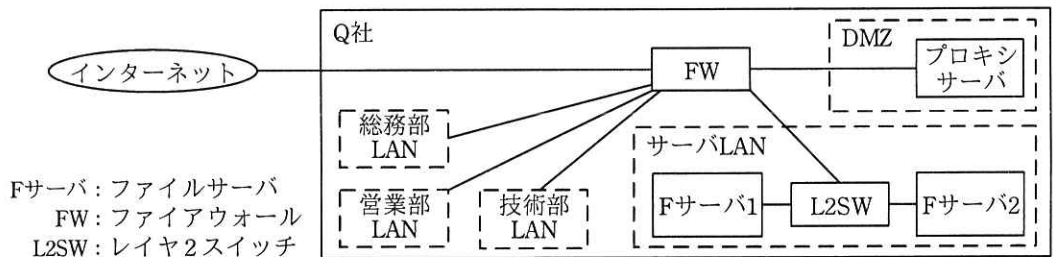 Q社
DMZ
インターネット
FW
プロキシ
サーバ
総務部
LAN
サーバLAN
Fサーバ:ファイルサーバ
FW:ファイアウォール
L2SW:レイヤ2スイッチ
営業部
LAN
技術部
LAN
Fサーバ1
L2SW
Fサーバ2